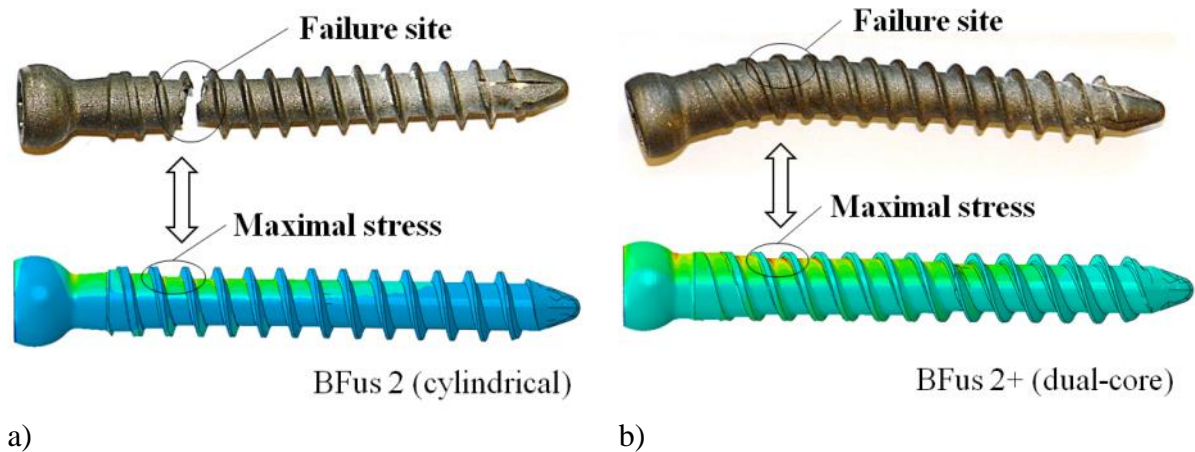 Failure site
Maximal stress
BFus 2 (cylindrical)
a)
Failure site
Maximal stress
BFus 2+ (dual-core)
b)